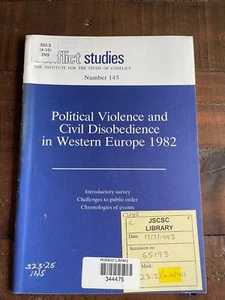 conflict studies
THE INSTITUTE FOR THE STUDY OF CONFLICT
Number 145
Political Violence and
Civil Disobedience
in Western Europe 1982
Introductory survey
Challenges to public order
Chronologies of events
JSCSC
LIBRARY
Date:
Accession no:
65193
Mark
Hobson Library
344475
323.25
INS